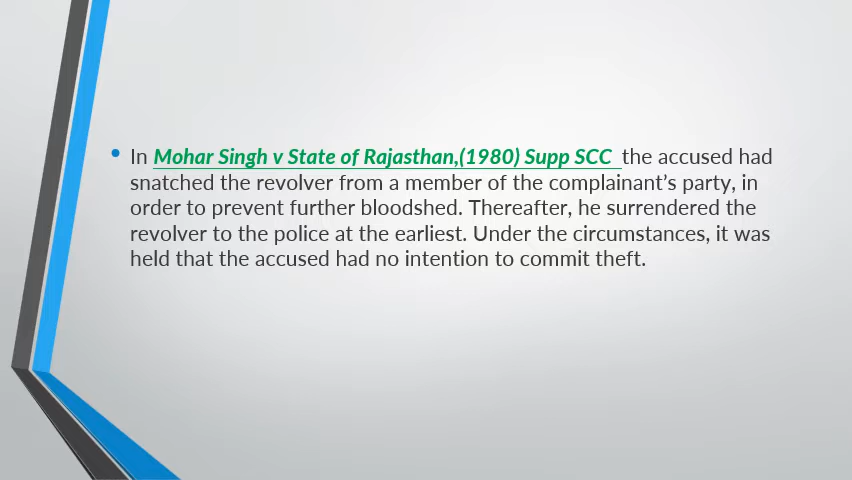 • In Mohar Singh v State of Rajasthan,(1980) Supp SCC the accused had
snatched the revolver from a member of the complainant's party, in
order to prevent further bloodshed. Thereafter, he surrendered the
revolver to the police at the earliest. Under the circumstances, it was
held that the accused had no intention to commit theft.